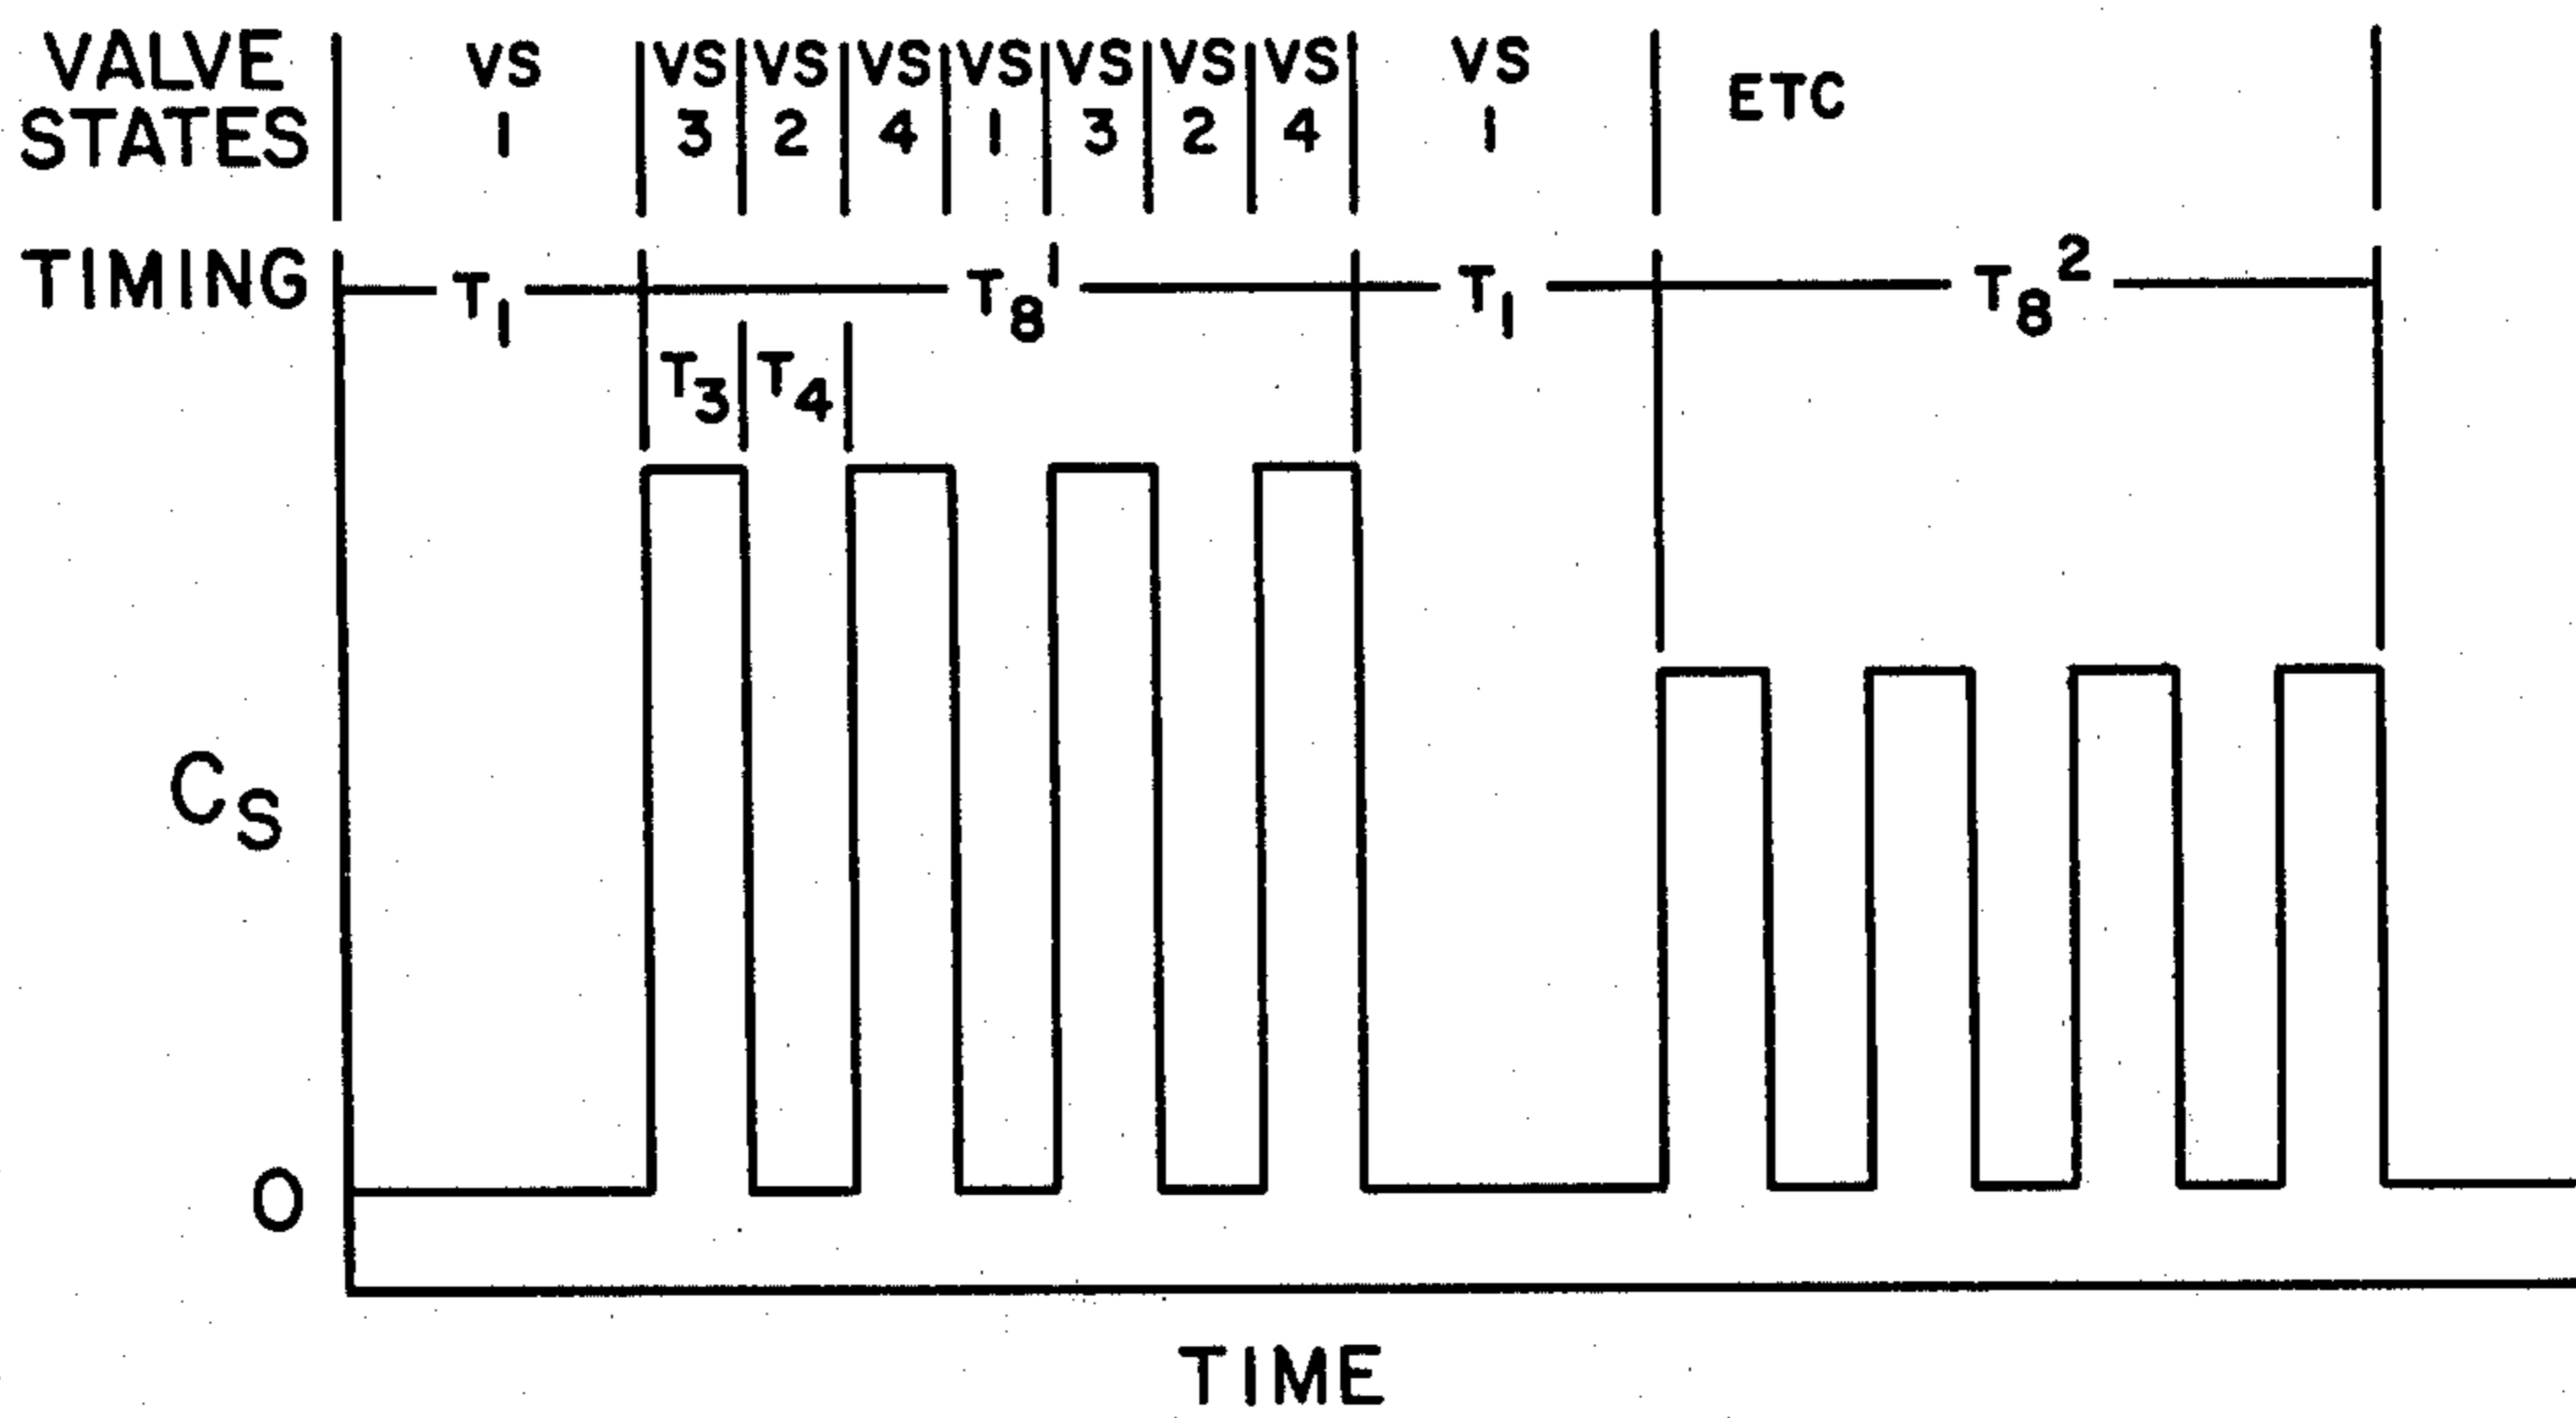 VALVE STATES
VS 1 VS 3 VS 2 VS 4 VS 1 VS 3 VS 2 VS 4 VS 1 ETC
TIMING T1 T8^1 T1 T8^2
T3 T4
CS
0
TIME